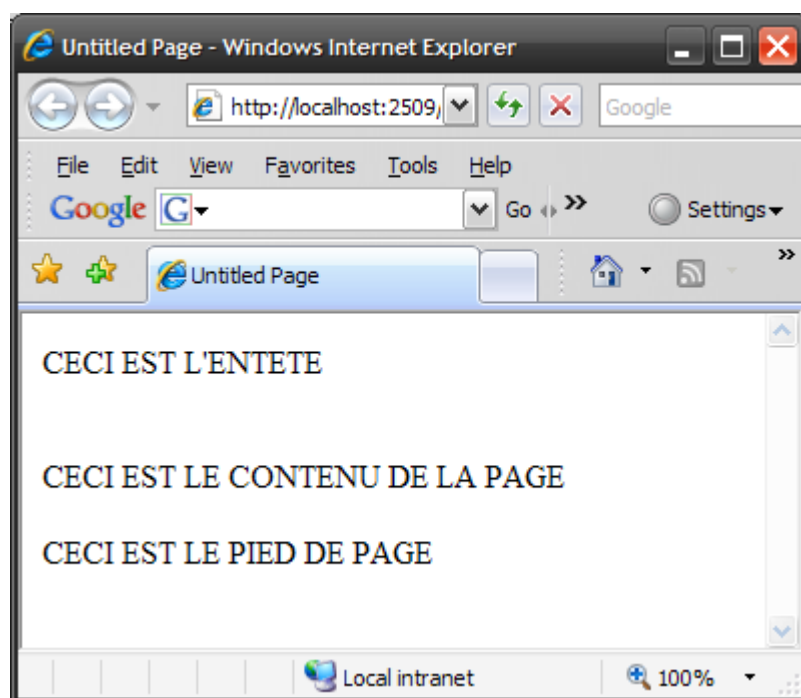 Untitled Page - Windows Internet Explorer
http://localhost:2509/
Google
File Edit View Favorites Tools Help
Google G Go Settings
Untitled Page
CECI EST L'ENTETE
CECI EST LE CONTENU DE LA PAGE
CECI EST LE PIED DE PAGE
Local intranet 100%